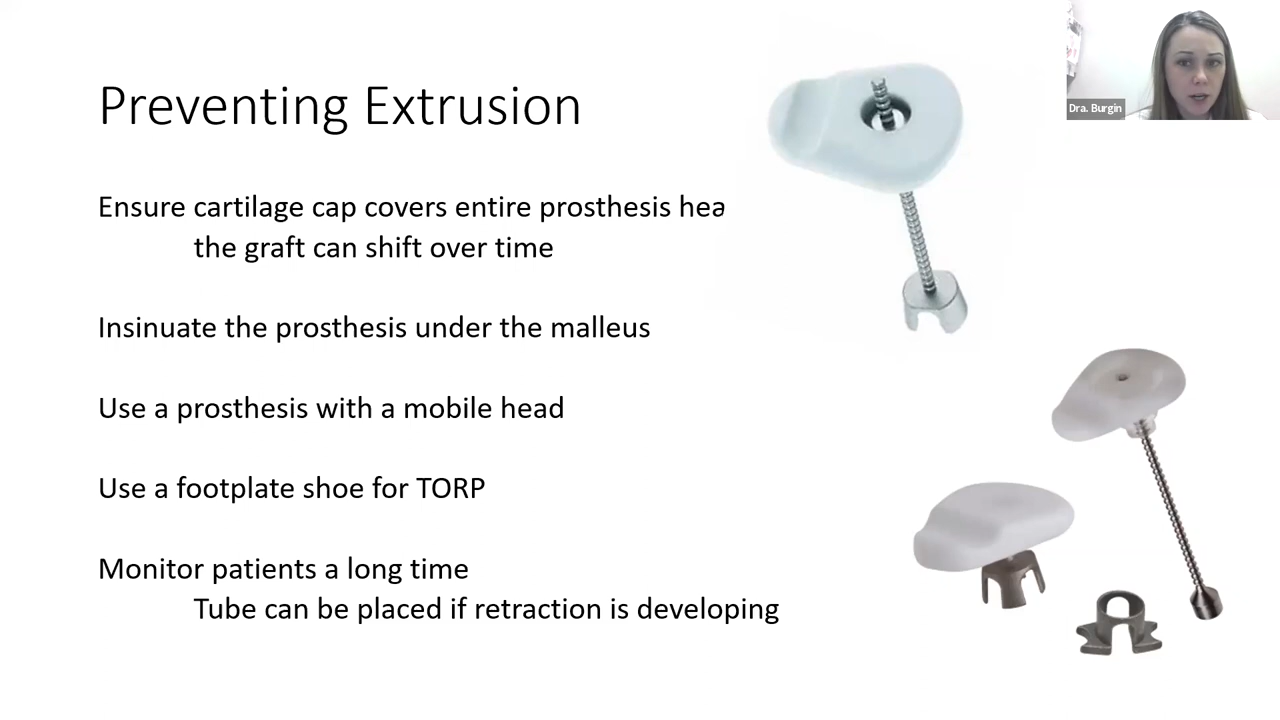 Preventing Extrusion
Dra. Burgin
Ensure cartilage cap covers entire prosthesis hea
the graft can shift over time
Insinuate the prosthesis under the malleus
Use a prosthesis with a mobile head
Use a footplate shoe for TORP
Monitor patients a long time
Tube can be placed if retraction is developing